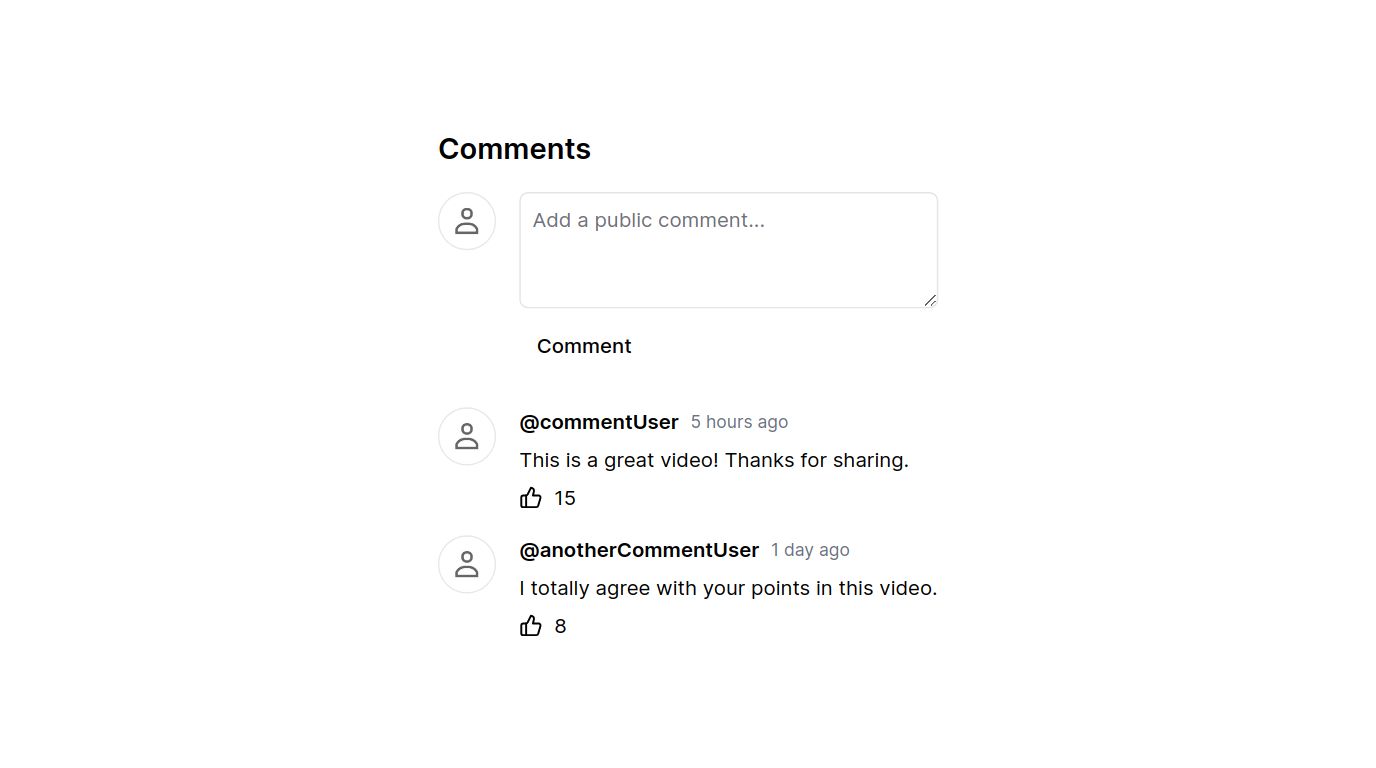 Comments
Add a public comment...
Comment
@commentUser 5 hours ago
This is a great video! Thanks for sharing.
15
@anotherCommentUser 1 day ago
I totally agree with your points in this video.
8